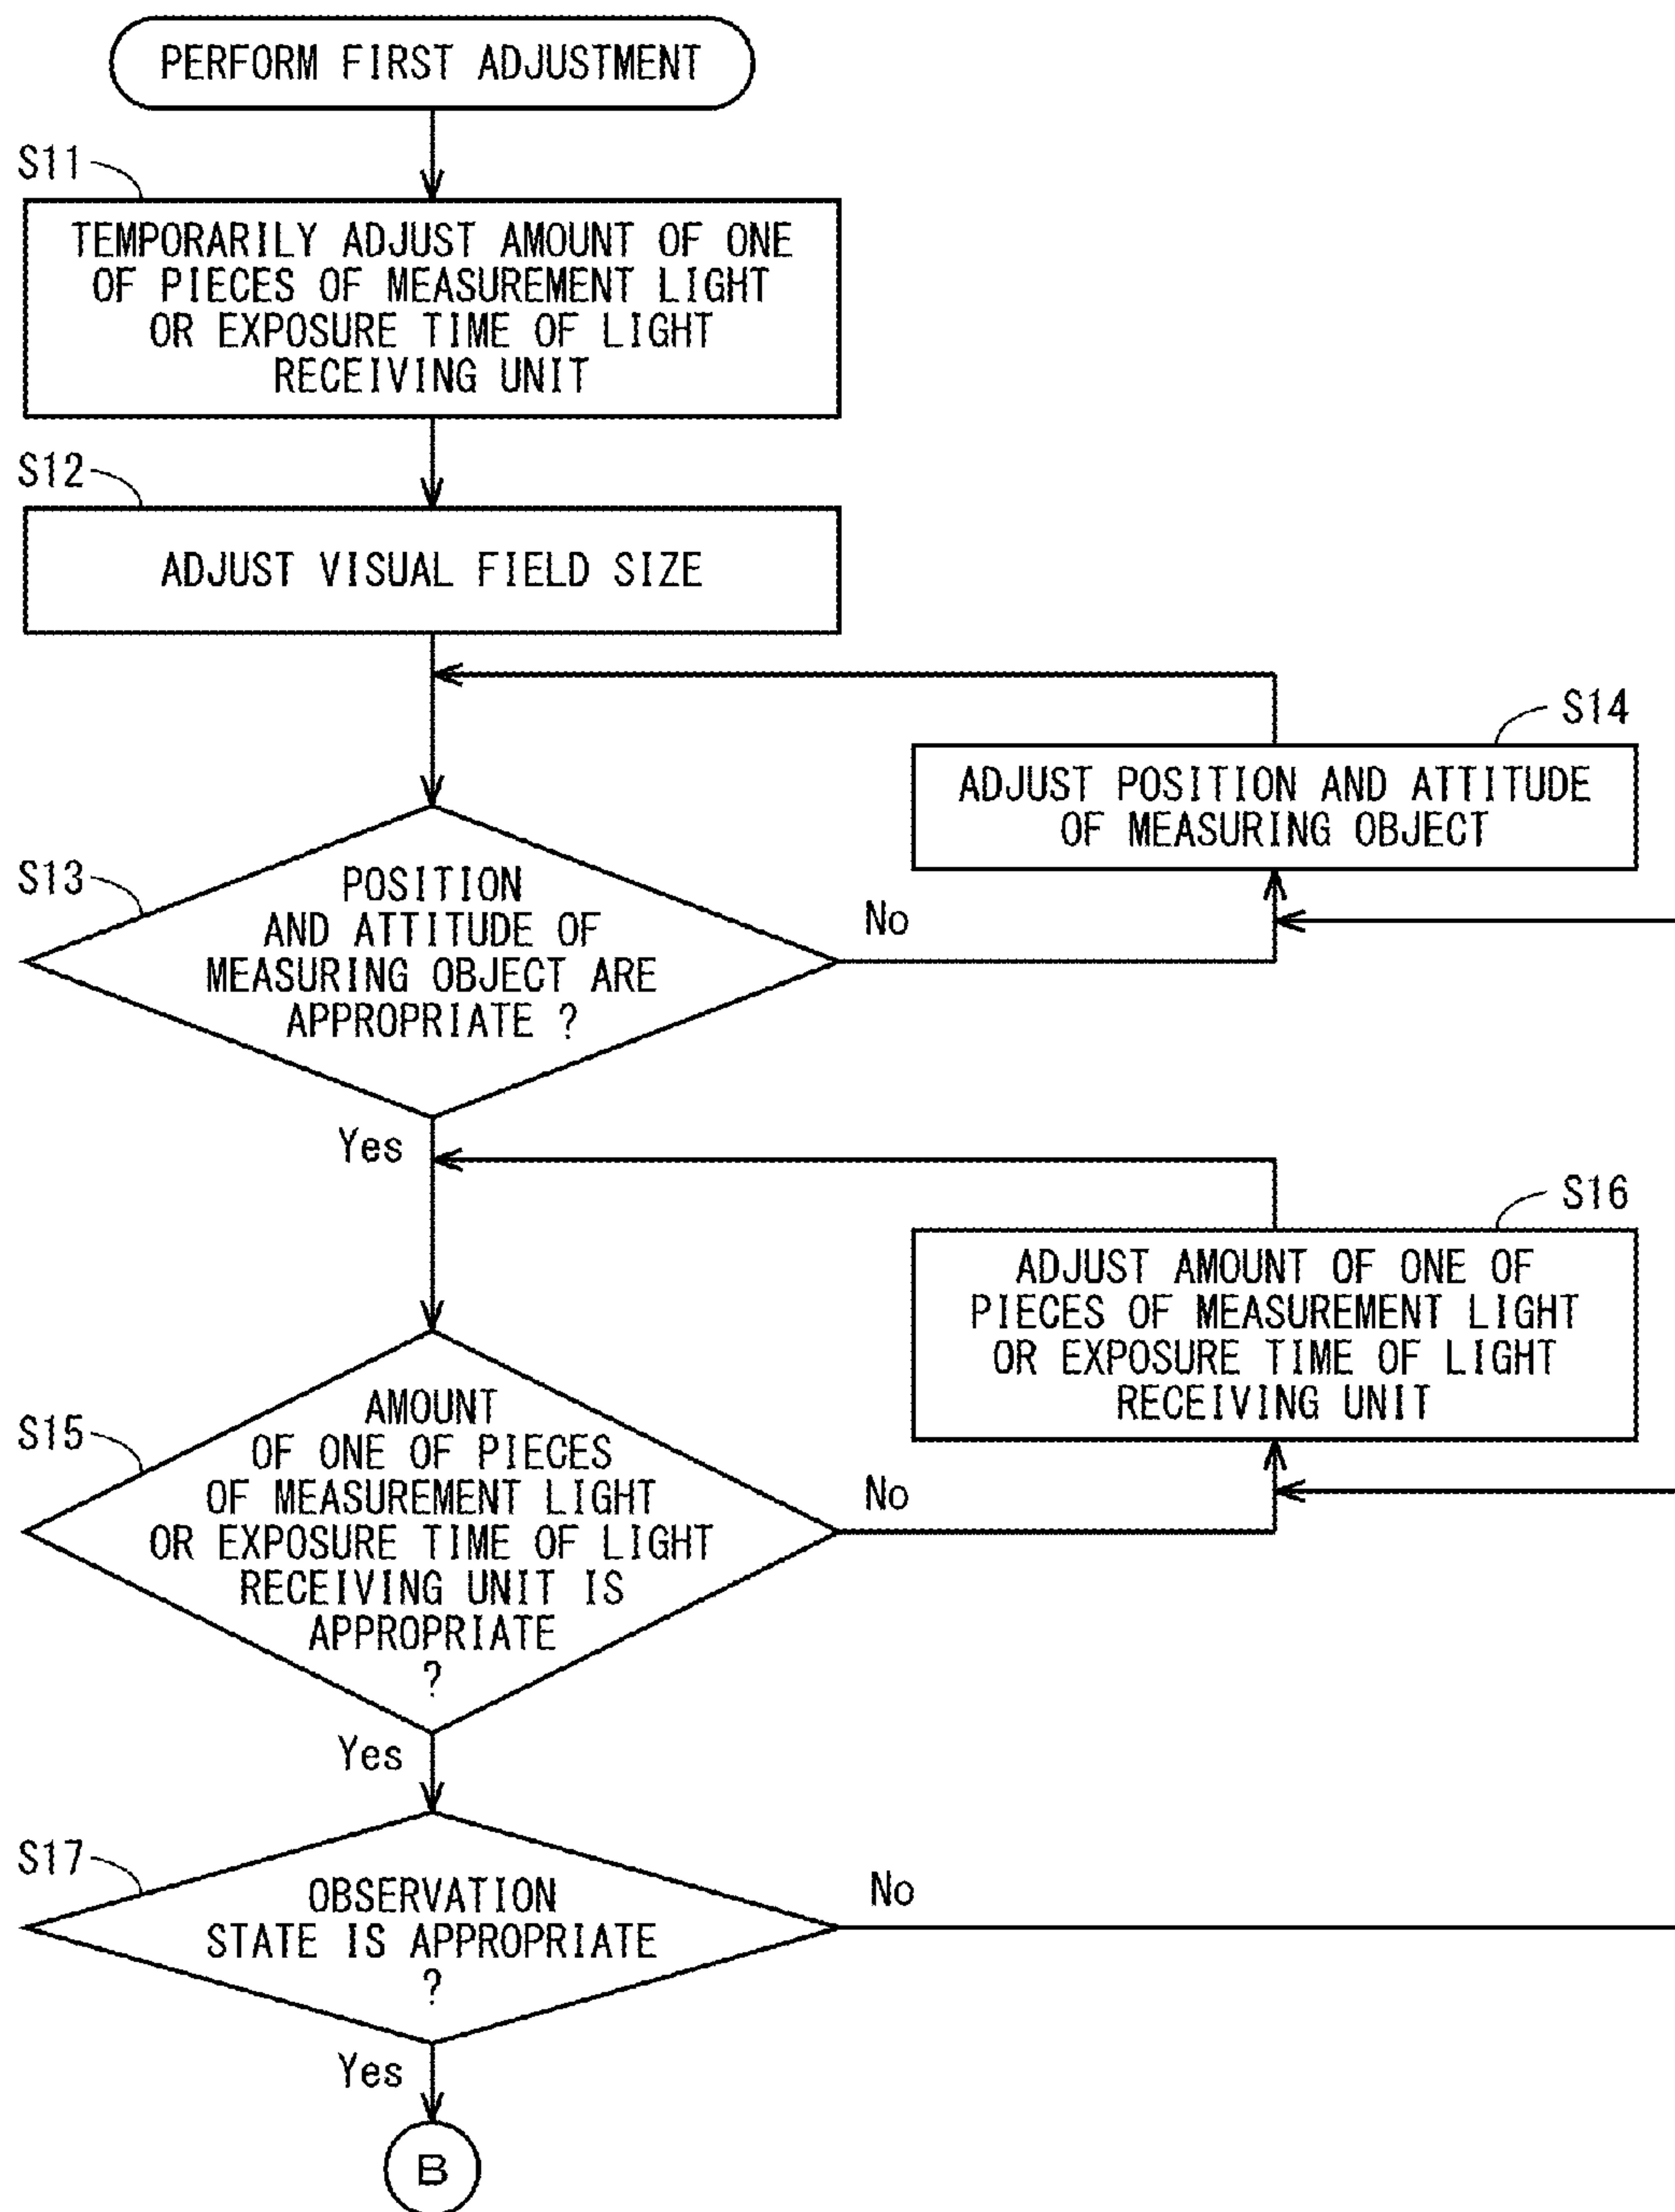 PERFORM FIRST ADJUSTMENT
S11
TEMPORARILY ADJUST AMOUNT OF ONE
OF PIECES OF MEASUREMENT LIGHT
OR EXPOSURE TIME OF LIGHT
RECEIVING UNIT
S12
ADJUST VISUAL FIELD SIZE
S14
ADJUST POSITION AND ATTITUDE
OF MEASURING OBJECT
S13
POSITION
AND ATTITUDE OF
MEASURING OBJECT ARE
APPROPRIATE ?
No
Yes
S16
ADJUST AMOUNT OF ONE OF
PIECES OF MEASUREMENT LIGHT
OR EXPOSURE TIME OF LIGHT
RECEIVING UNIT
S15
AMOUNT
OF ONE OF PIECES
OF MEASUREMENT LIGHT
OR EXPOSURE TIME OF LIGHT
RECEIVING UNIT IS
APPROPRIATE
?
No
Yes
S17
OBSERVATION
STATE IS APPROPRIATE
?
No
Yes
B